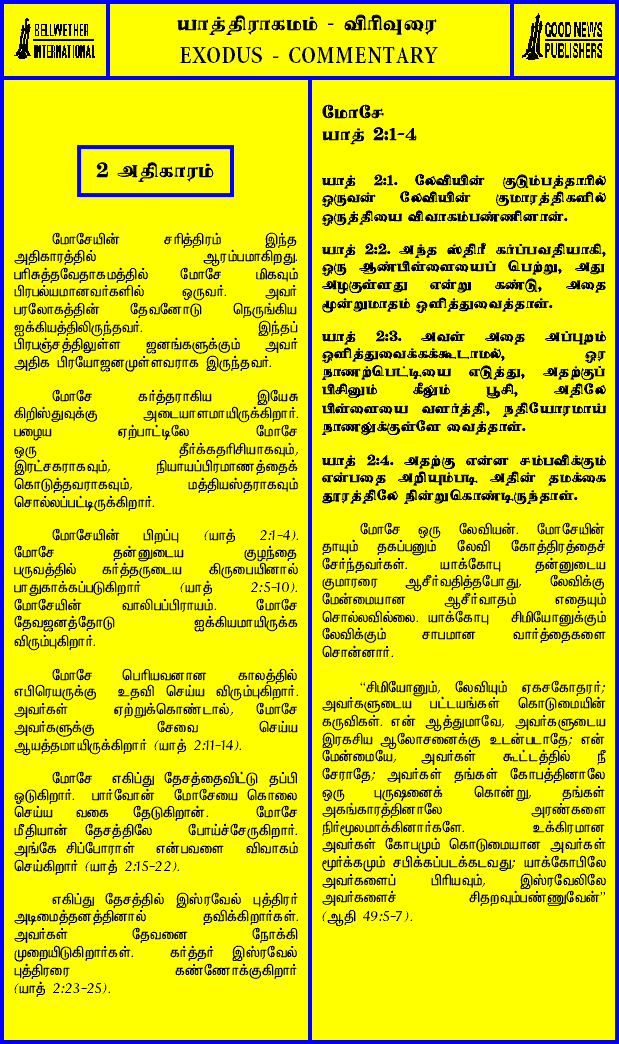 BELLWETHER
INTERNATIONAL
யாத்திராகமம் - விரிவுரை
EXODUS - COMMENTARY
GOOD NEWS
PUBLISHERS
2 அதிகாரம்
மோசேயின் சரித்திரம் இந்த
அதிகாரத்தில் ஆரம்பமாகிறது.
பரிசுத்தவேதாகமத்தில் மோசே மிகவும்
பிரபல்யமானவர்களில் ஒருவர். அவர்
பரலோகத்தின் தேவனோடு நெருங்கிய
ஐக்கியத்திலிருந்தவர். இந்தப்
பிரபஞ்சத்திலுள்ள ஜனங்களுக்கும் அவர்
அதிக பிரயோஜனமுள்ளவராக இருந்தவர்.
மோசே கர்த்தராகிய இயேசு
கிறிஸ்துவுக்கு அடையாளமாயிருக்கிறார்.
பழைய ஏற்பாட்டிலே மோசே
ஒரு தீர்க்கதரிசியாகவும்,
இரட்சகராகவும், நியாயப்பிரமாணத்தைக்
கொடுத்தவராகவும், மத்தியஸ்தராகவும்
சொல்லப்பட்டிருக்கிறார்.
மோசேயின் பிறப்பு (யாத் 2:1-4).
மோசே தன்னுடைய குழந்தை
பருவத்தில் கர்த்தருடைய கிருபையினால்
பாதுகாக்கப்படுகிறார் (யாத் 2:5-10).
மோசேயின் வாலிபப்பிராயம். மோசே
தேவஜனத்தோடு ஐக்கியமாயிருக்க
விரும்புகிறார்.
மோசே பெரியவனான காலத்தில்
எபிரெயருக்கு உதவி செய்ய விரும்புகிறார்.
அவர்கள் ஏற்றுக்கொண்டால், மோசே
அவர்களுக்கு சேவை செய்ய
ஆயத்தமாயிருக்கிறார் (யாத் 2:11-14).
மோசே எகிப்து தேசத்தைவிட்டு தப்பி
ஓடுகிறார். பார்வோன் மோசேயை கொலை
செய்ய வகை தேடுகிறான். மோசே
மீதியான் தேசத்திலே போய்ச்சேருகிறார்.
அங்கே சிப்போராள் என்பவளை விவாகம்
செய்கிறார் (யாத் 2:15-22).
எகிப்து தேசத்தில் இஸ்ரவேல் புத்திரர்
அடிமைத்தனத்தினால் தவிக்கிறார்கள்.
அவர்கள் தேவனை நோக்கி
முறையிடுகிறார்கள். கர்த்தர் இஸ்ரவேல்
புத்திரரை கண்ணோக்குகிறார்
(யாத் 2:23-25).
மோசே
யாத் 2:1-4
யாத் 2:1. லேவியின் குடும்பத்தாரில்
ஒருவன் லேவியின் குமாரத்திகளில்
ஒருத்தியை விவாகம்பண்ணினான்.
யாத் 2:2. அந்த ஸ்திரீ கர்ப்பவதியாகி,
ஒரு ஆண்பிள்ளையைப் பெற்று, அது
அழகுள்ளது என்று கண்டு, அதை
மூன்றுமாதம் ஒளித்துவைத்தாள்.
யாத் 2:3. அவள் அதை அப்புறம்
ஒளித்துவைக்கக்கூடாமல், ஒர
நாணற்பெட்டியை எடுத்து, அதற்குப்
பிசினும் கீலும் பூசி, அதிலே
பிள்ளையை வளர்த்தி, நதியோரமாய்
நாணலுக்குள்ளே வைத்தாள்.
யாத் 2:4. அதற்கு என்ன சம்பவிக்கும்
என்பதை அறியும்படி அதின் தமக்கை
தூரத்திலே நின்றுகொண்டிருந்தாள்.
மோசே ஒரு லேவியன். மோசேயின்
தாயும் தகப்பனும் லேவி கோத்திரத்தைச்
சேர்ந்தவர்கள். யாக்கோபு தன்னுடைய
குமாரரை ஆசீர்வதித்தபோது, லேவிக்கு
மேன்மையான ஆசீர்வாதம் எதையும்
சொல்லவில்லை. யாக்கோபு சிமியோனுக்கும்
லேவிக்கும் சாபமான வார்த்தைகளை
சொன்னார்.
"சிமியோனும், லேவியும் ஏகசகோதரர்;
அவர்களுடைய பட்டயங்கள் கொடுமையின்
கருவிகள். என் ஆத்துமாவே, அவர்களுடைய
இரகசிய ஆலோசனைக்கு உடன்படாதே; என்
மேன்மையே, அவர்கள் கூட்டத்தில் நீ
சேராதே; அவர்கள் தங்கள் கோபத்தினாலே
ஒரு புருஷனைக் கொன்று, தங்கள்
அகங்காரத்தினாலே அரண்களை
நிர்மூலமாக்கினார்களே. உக்கிரமான
அவர்கள் கோபமும் கொடுமையான அவர்கள்
மூர்க்கமும் சபிக்கப்படக்கடவது; யாக்கோபிலே
அவர்களைப் பிரியவும், இஸ்ரவேலிலே
அவர்களைச் சிதறவும்பண்ணுவேன்"
(ஆதி 49:5-7).